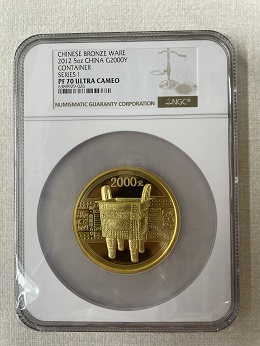 CHINESE BRONZE WARE
2012 5oz CHINA G2000Y
CONTAINER
SERIES I
PF 70 ULTRA CAMEO
NUMISMATIC GUARANTY CORPORATION
NGC
2000元